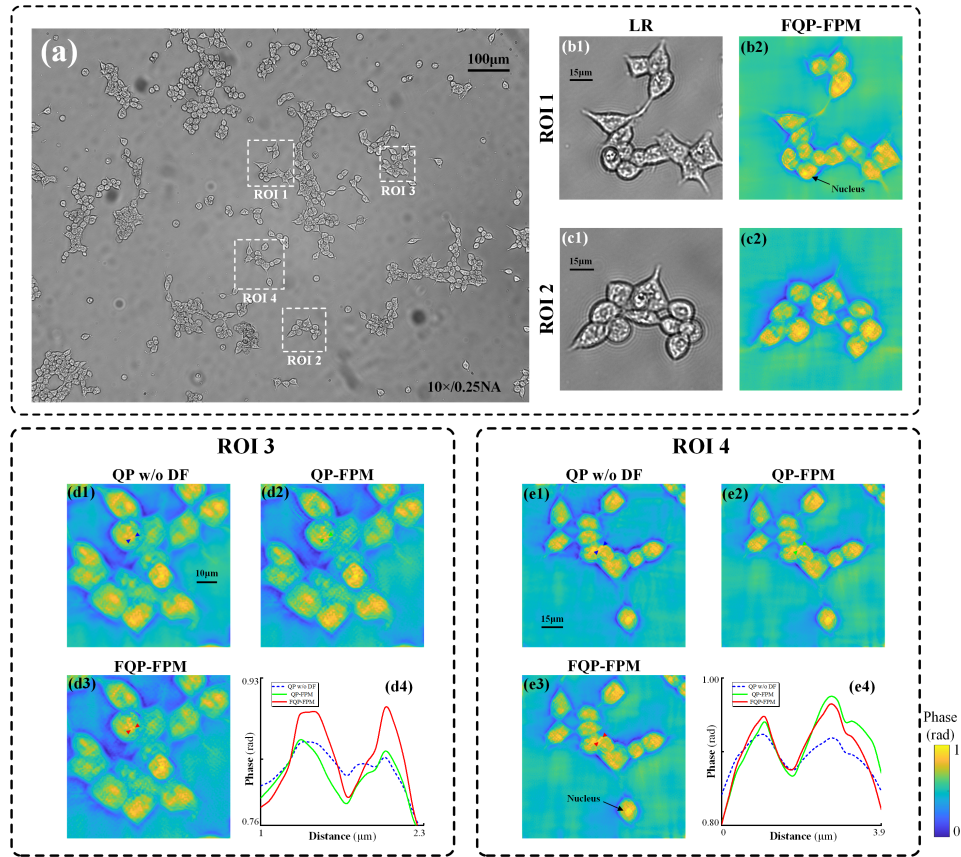 LR
FQP-FPM
(a)
100μm
ROI 1
ROI 3
ROI 4
ROI 2
10×/0.25NA
ROI 1
(b1)
15μm
(b2)
Nucleus
ROI 2
(c1)
15μm
(c2)
ROI 3
QP w/o DF
QP-FPM
(d1)
10μm
(d2)
FQP-FPM
(d3)
0.93
QP w/o DF
QP-FPM
FQP-FPM
(d4)
Phase (rad)
0.76
1
Distance (μm)
2.3
ROI 4
QP w/o DF
QP-FPM
(e1)
15μm
(e2)
FQP-FPM
(e3)
Nucleus
1.00
QP w/o DF
QP-FPM
FQP-FPM
(e4)
Phase (rad)
0.80
0
Distance (μm)
3.9
Phase
(rad)
1
0